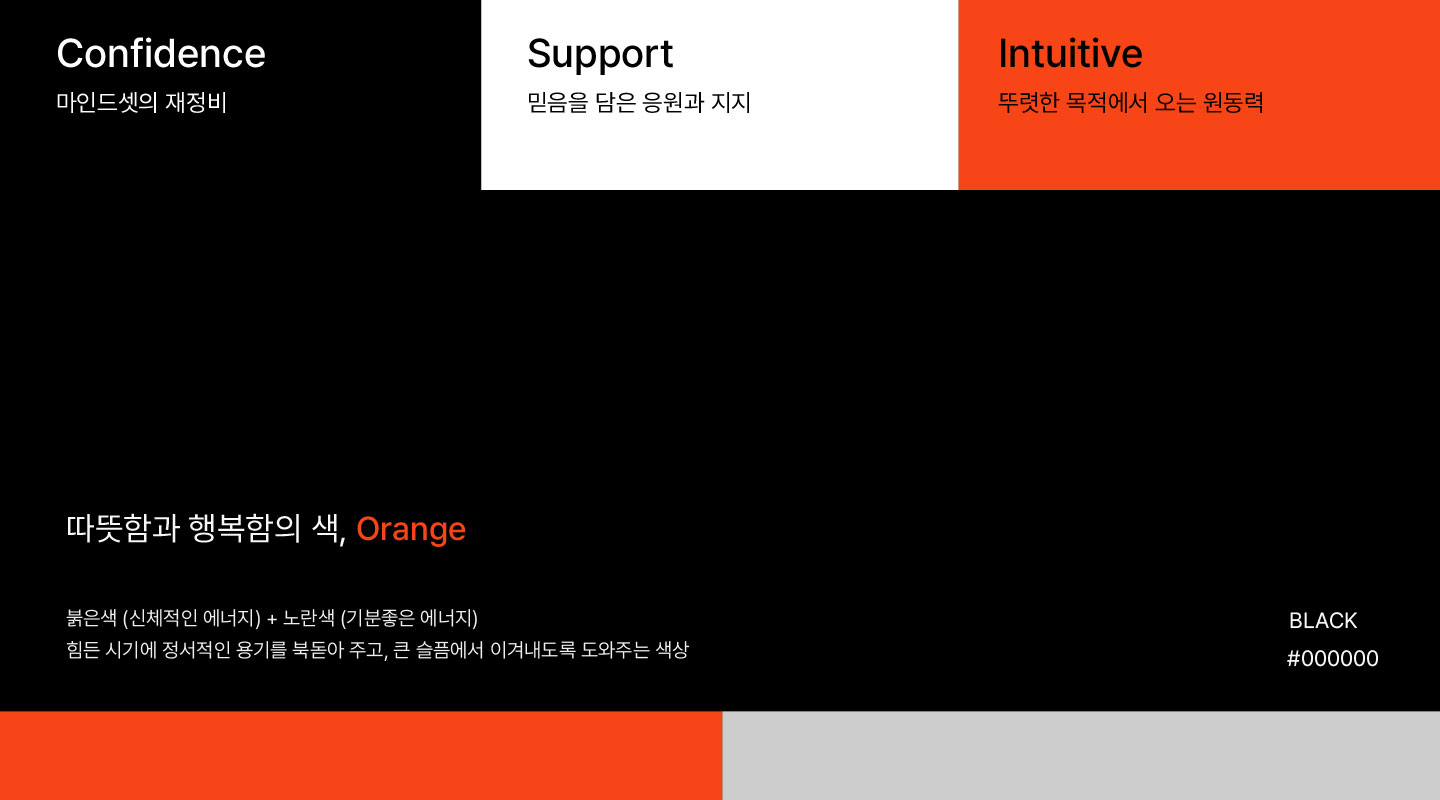 Confidence
마인드셋의 재정비
Support
믿음을 담은 응원과 지지
Intuitive
뚜렷한 목적에서 오는 원동력
따뜻함과 행복함의 색, Orange
붉은색 (신체적인 에너지) + 노란색 (기분좋은 에너지)
힘든 시기에 정서적인 용기를 북돋아 주고, 큰 슬픔에서 이겨내도록 도와주는 색상
BLACK
#000000